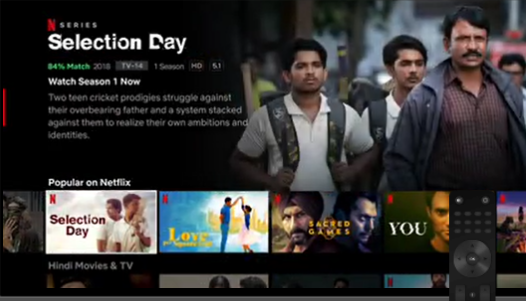 N SERIES
Selection Day
84% Match 2018 TV-14 1 Season HD 5.1
Watch Season 1 Now
Two teen cricket prodigies struggle against
their overbearing father and a system stacked
against them to realize their own ambitions and
identities.
Popular on Netflix
N
Selection
Day
N
Love
per Square Foot
N
SACRED
GAMES
N
YOU
Hindi Movies & TV